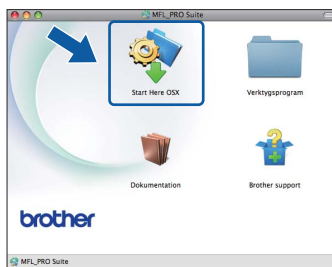 MFL_PRO Suite
Start Here OSX
Verktygsprogram
Dokumentation
Brother support
brother
MFL_PRO Suite